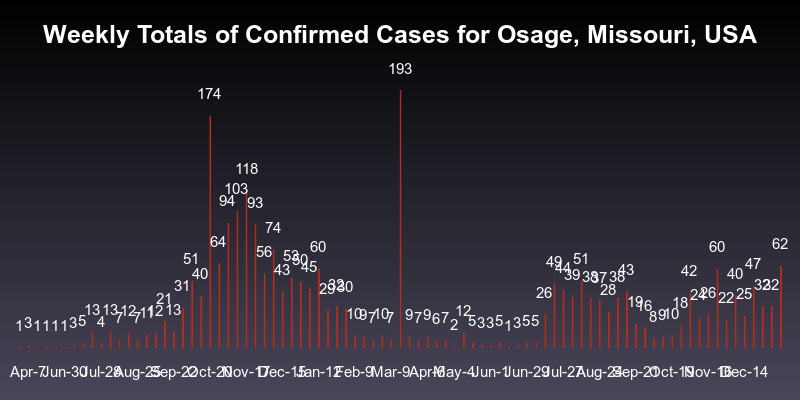 Weekly Totals of Confirmed Cases for Osage, Missouri, USA
1 3 1 1 1 1 3 5 13 4 13 7 12 7 11 12 21 13 31 51 40 174 64 94 103 118 93 56 74 43 53 50 45 60 29 32 30 10 9 7 10 7 193 9 7 9 6 7 2 12 5 3 3 5 1 3 5 5 26 49 44 39 51 38 37 28 38 43 19 16 8 9 10 18 42 24 26 60 22 40 25 47 32 32 62
Apr-7 Jun-30 Jul-28 Aug-25 Sep-22 Oct-20 Nov-17 Dec-15 Jan-12 Feb-9 Mar-9 Apr-6 May-4 Jun-1 Jun-29 Jul-27 Aug-24 Sep-21 Oct-19 Nov-16 Dec-14